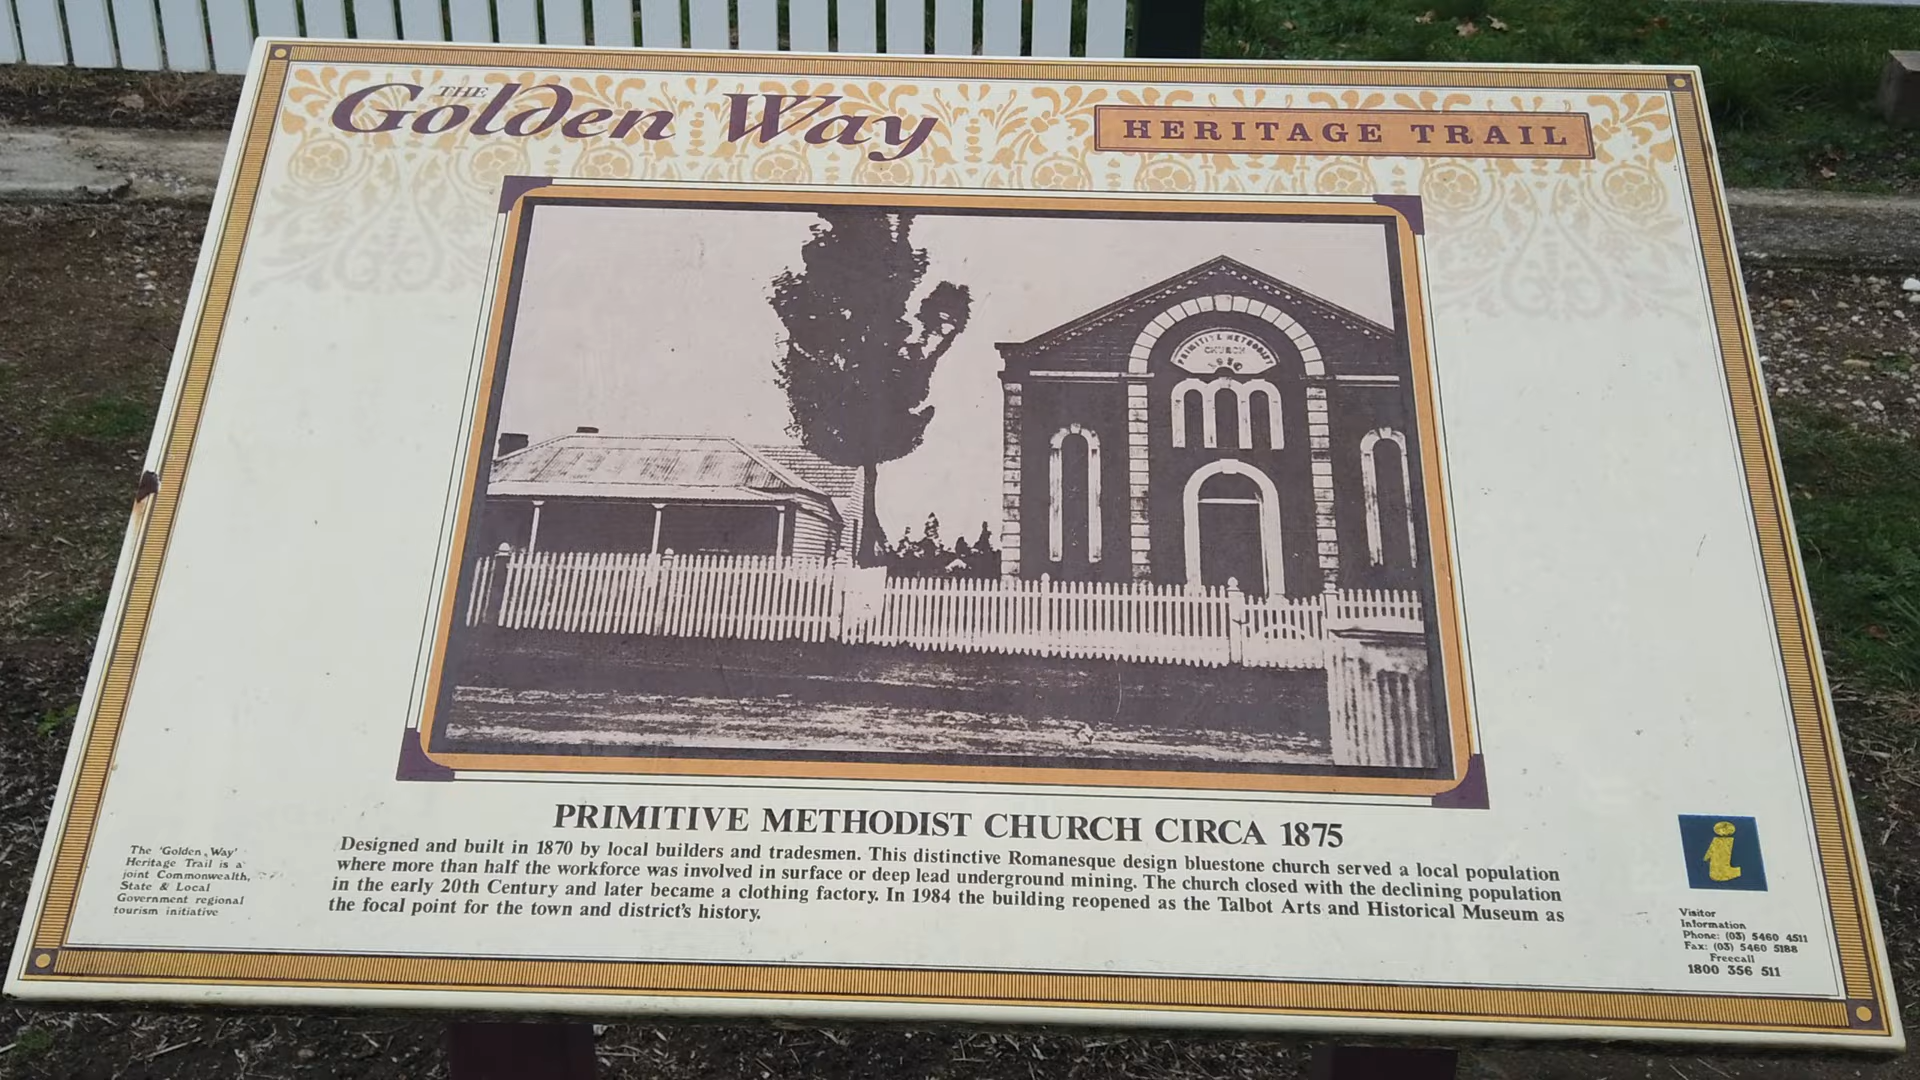 THE
Golden Way
HERITAGE TRAIL
PRIMITIVE METHODIST
CHURCH
PRIMITIVE METHODIST CHURCH CIRCA 1875
Designed and built in 1870 by local builders and tradesmen. This distinctive Romanesque design bluestone church served a local population
where more than half the workforce was involved in surface or deep lead underground mining. The church closed with the declining population
in the early 20th Century and later became a clothing factory. In 1984 the building reopened as the Talbot Arts and Historical Museum as
the focal point for the town and district's history.
The 'Golden Way'
Heritage Trail is a
joint Commonwealth,
State & Local
Government regional
tourism initiative
i
Visitor
Information
Phone: (03) 5460 4511
Fax: (03) 5460 5188
Freecall
1800 356 511